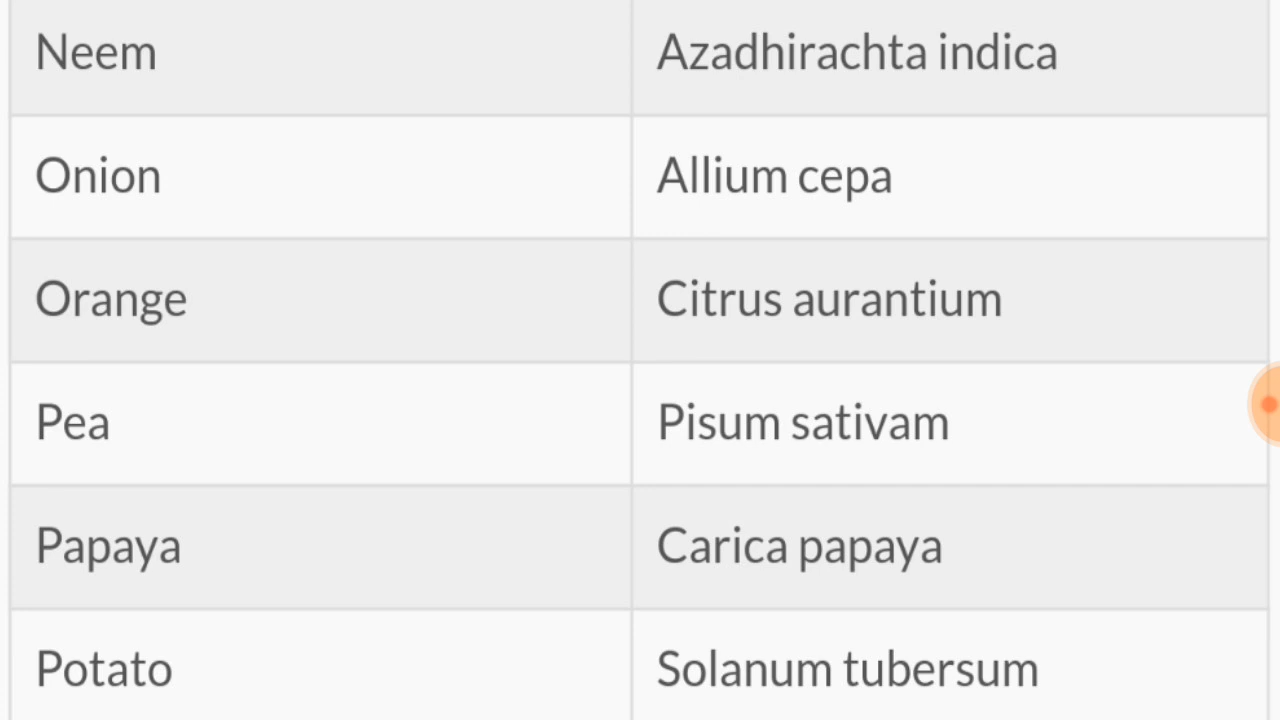 Neem Azadhirachta indica
Onion Allium cepa
Orange Citrus aurantium
Pea Pisum sativam
Papaya Carica papaya
Potato Solanum tubersum